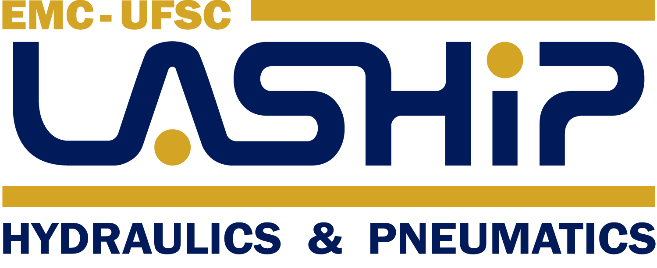 EMC - UFSC
LASHiP
HYDRAULICS & PNEUMATICS